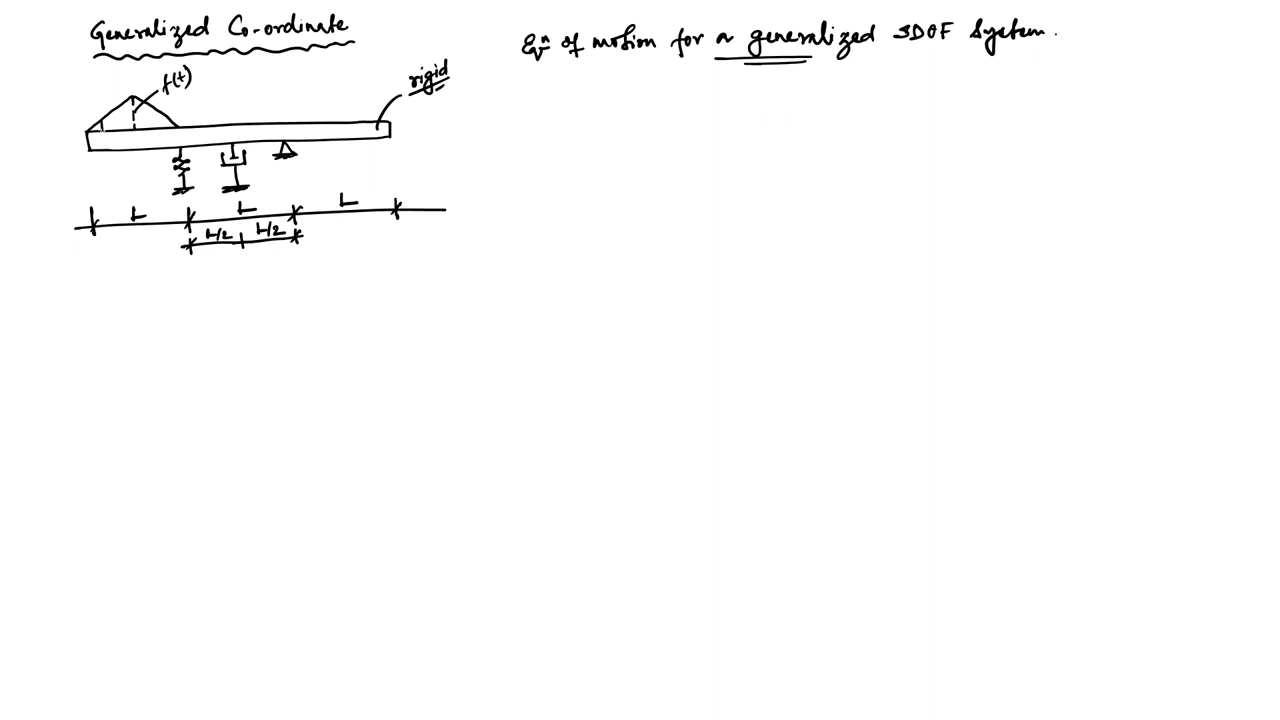 Generalized Co-ordinate
Eqⁿ of motion for a generalized SDOF System.
f(t)
rigid
L L L
L/2 L/2